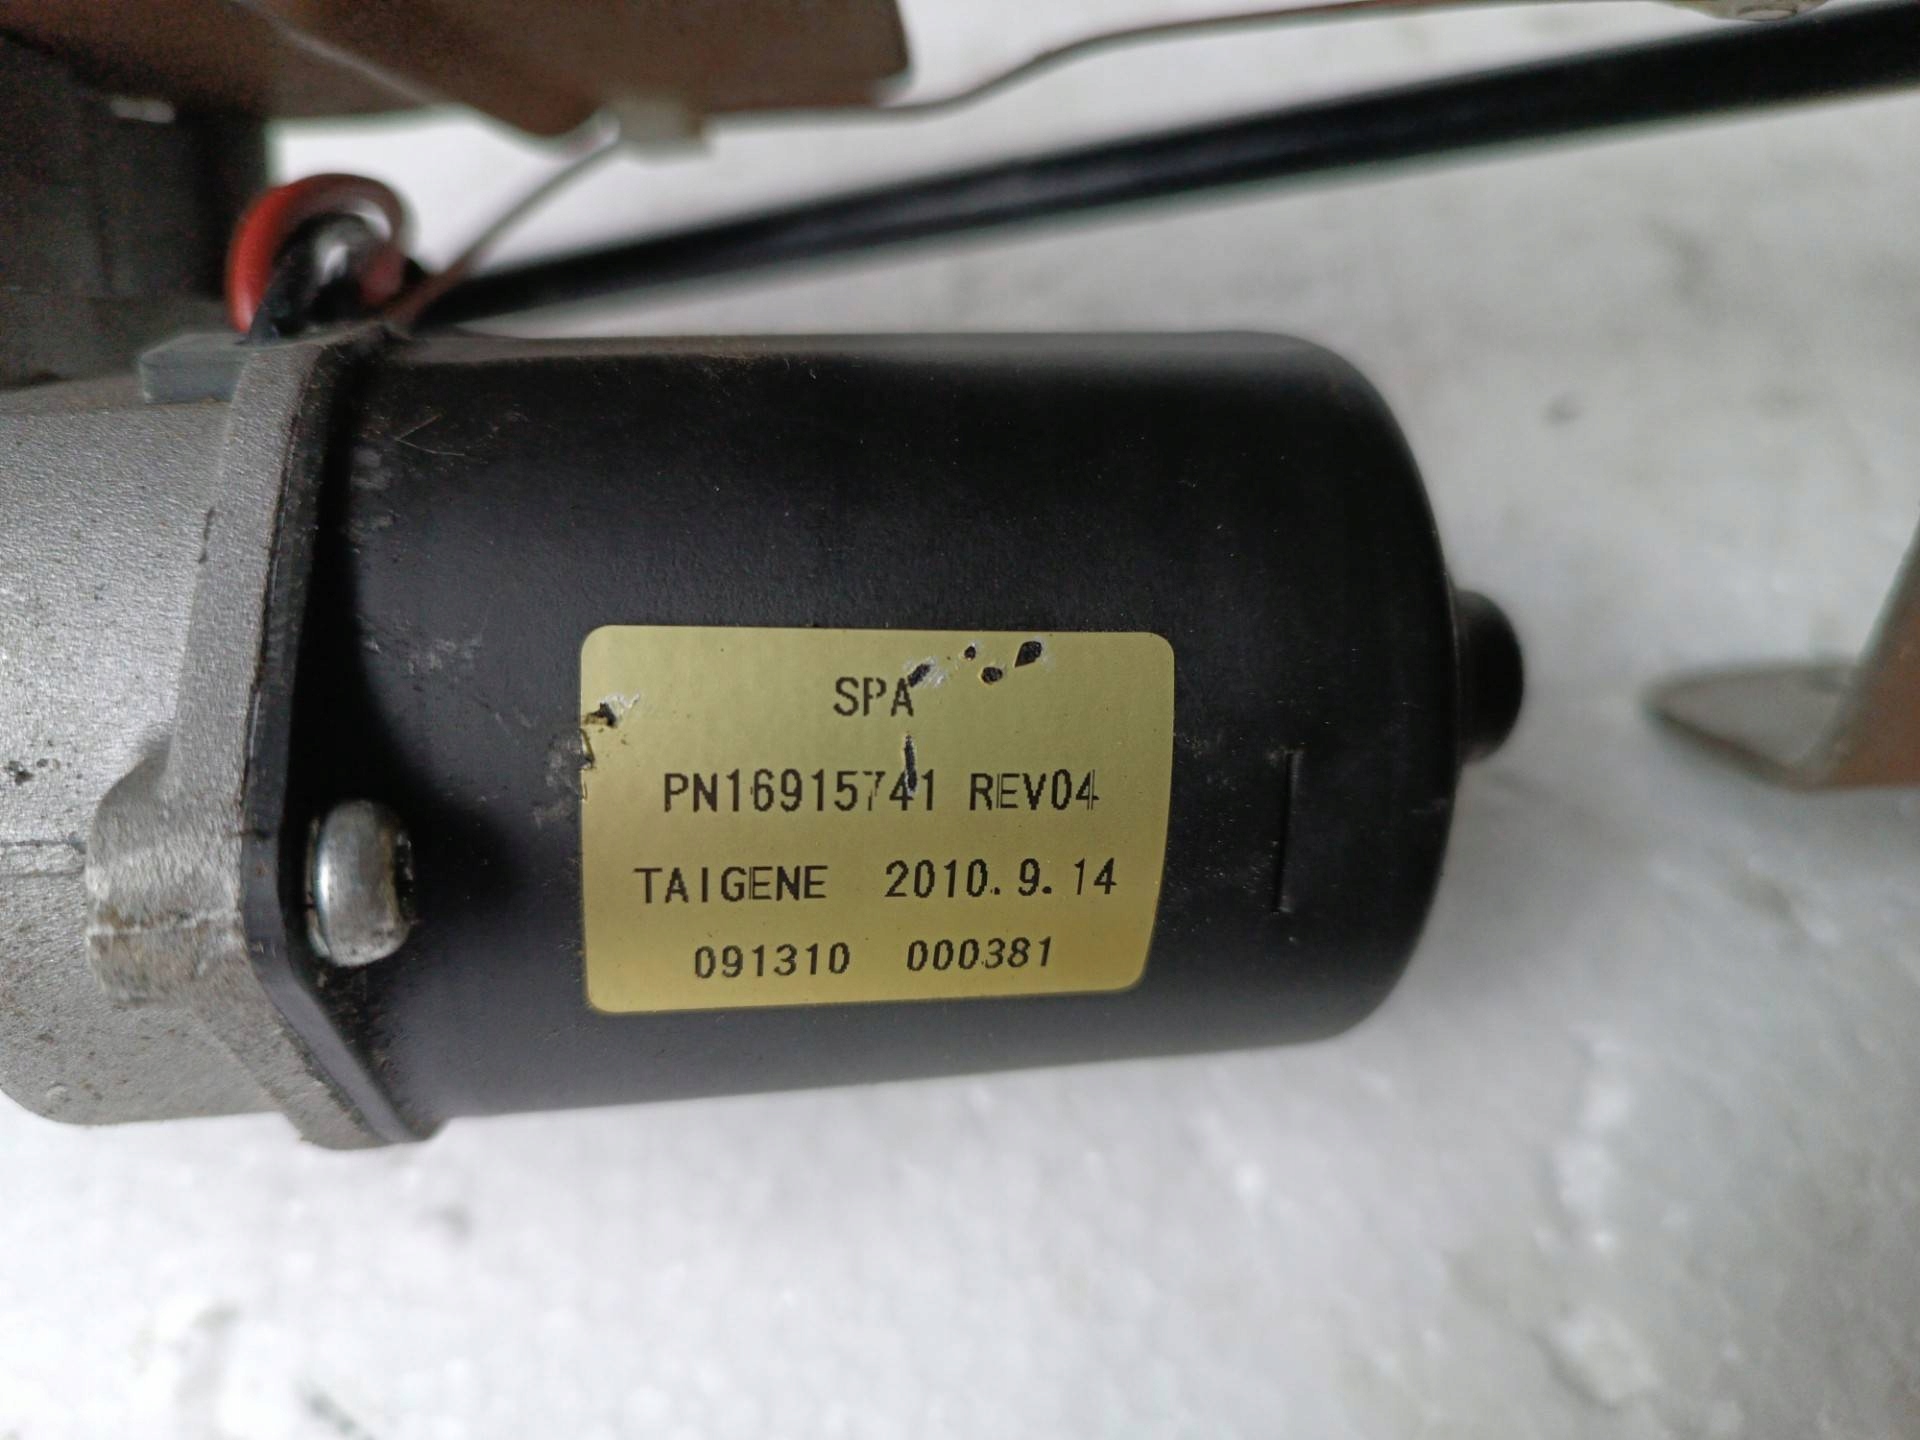 SPA
PN16915741 REV04
TAIGENE 2010.9.14
091310 000381